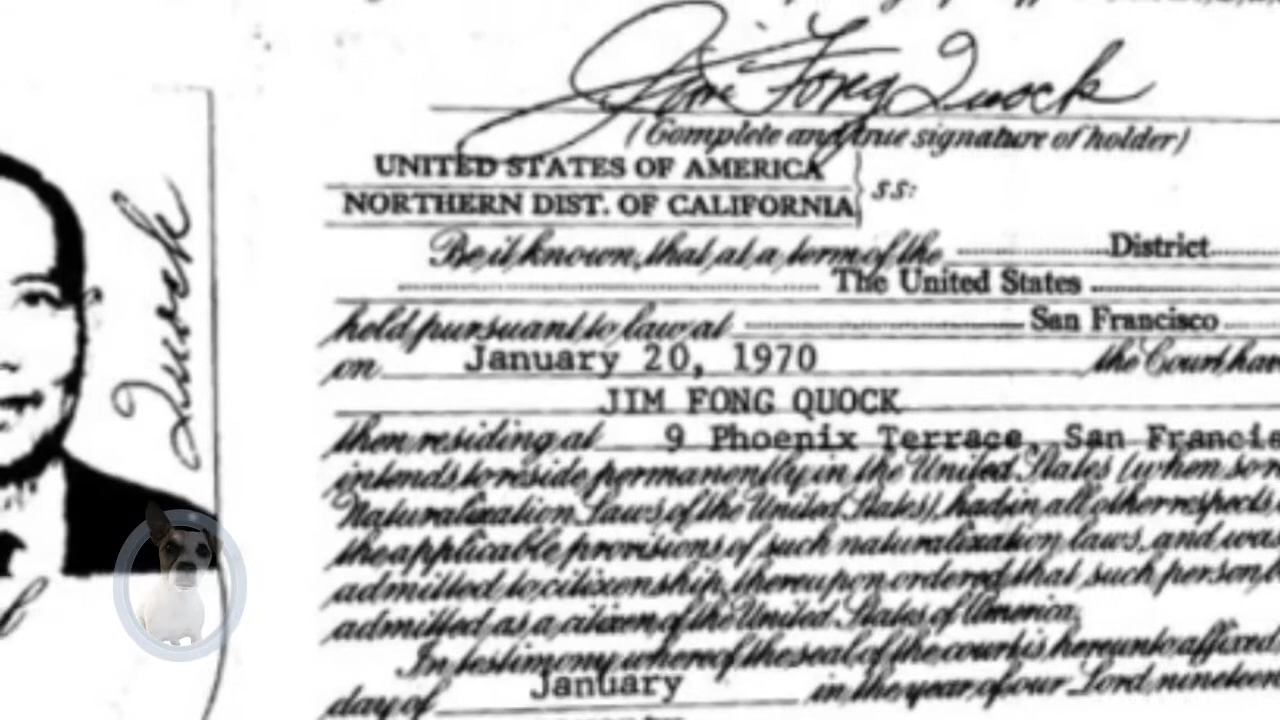 Jim Fong Quock
(Complete and true signature of holder)
UNITED STATES OF AMERICA
NORTHERN DIST. OF CALIFORNIA
ss:
Be it known, that at a term of the District
The United States
held pursuant to law at San Francisco
on January 20, 1970 the Court hav
JIM FONG QUOCK
then residing at 9 Phoenix Terrace, San Francis
intends to reside permanently in the United States (when so r
Naturalization Laws of the United States), had in all other respects
the applicable provisions of such naturalization laws, and was
admitted to citizenship, thereupon ordered that such person b
admitted as a citizen of the United States of America.
In testimony whereof the seal of the court is hereunto affixed
day of January in the year of our Lord nineteen
Quock